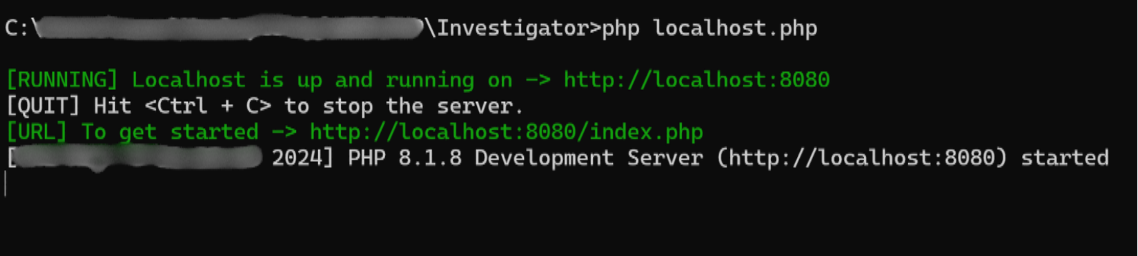 C:\ \Investigator>php localhost.php
[RUNNING] Localhost is up and running on -> http://localhost:8080
[QUIT] Hit <Ctrl + C> to stop the server.
[URL] To get started -> http://localhost:8080/index.php
[ 2024] PHP 8.1.8 Development Server (http://localhost:8080) started